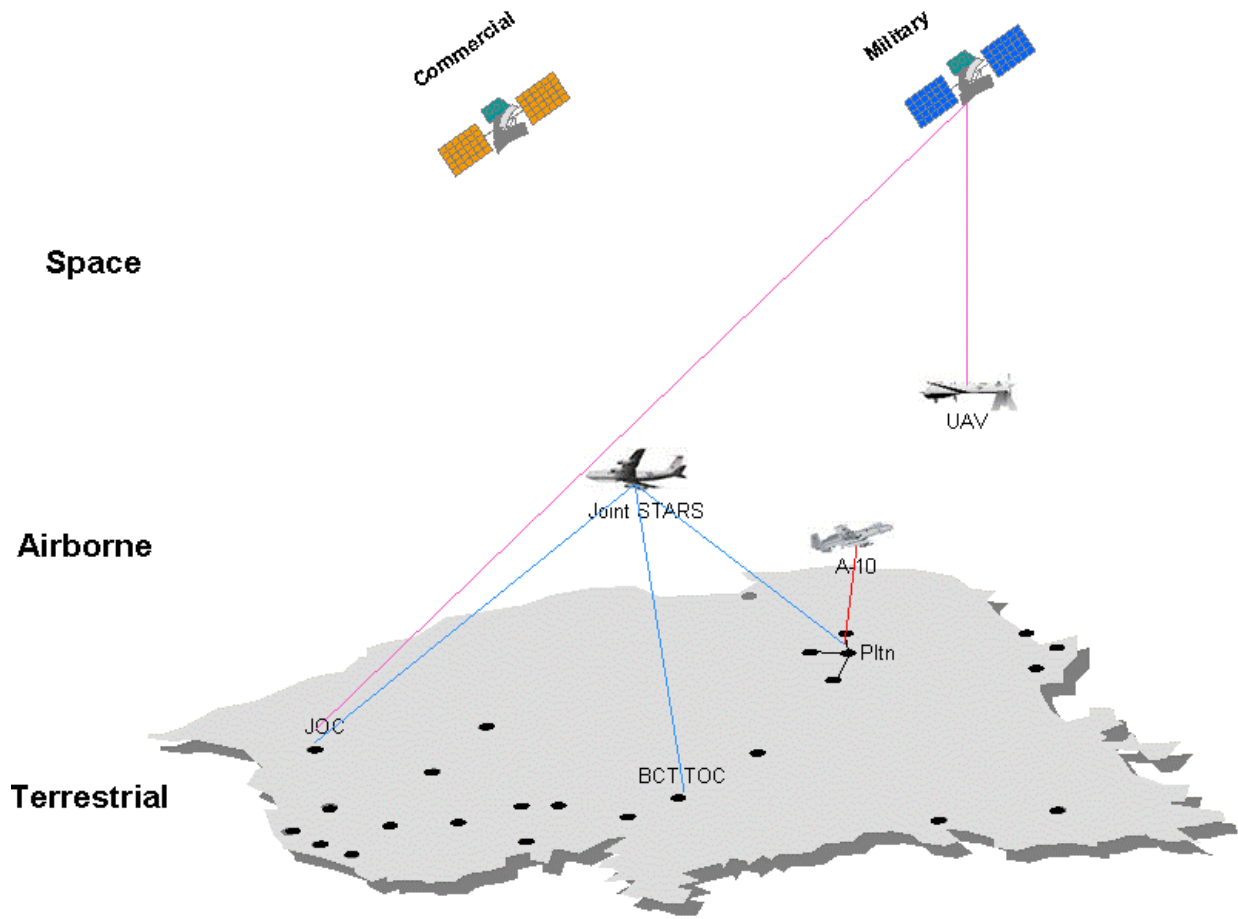 Commercial
Military
Space
UAV
Joint STARS
Airborne
A-10
Pltn
JOC
BCT TOC
Terrestrial